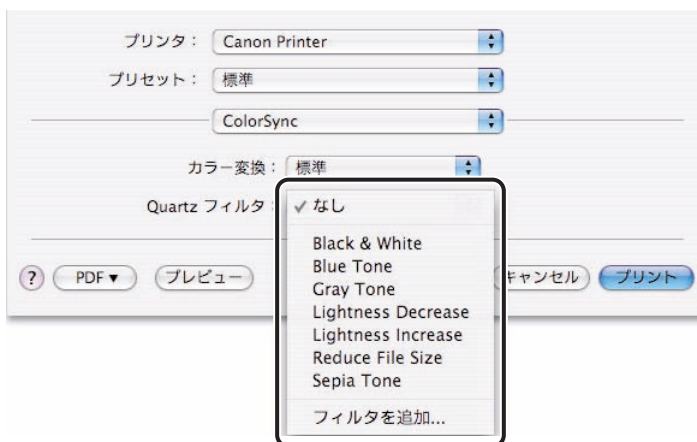 プリンタ： Canon Printer
プリセット： 標準
ColorSync
カラー変換： 標準
Quartz フィルタ： ✓ なし
Black & White
Blue Tone
Gray Tone
Lightness Decrease
Lightness Increase
Reduce File Size
Sepia Tone
フィルタを追加...
? PDF▼ プレビュー キャンセル プリント